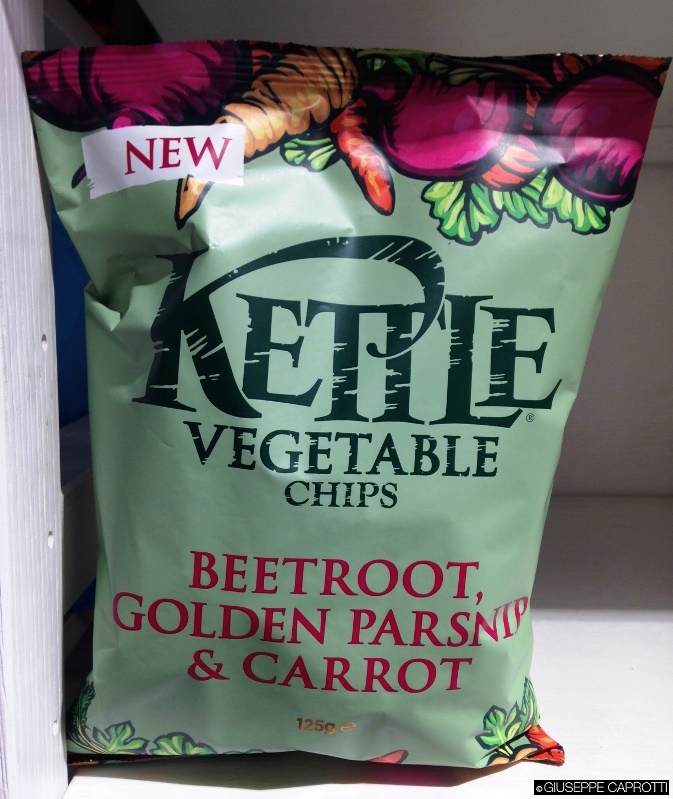 NEW
KETTLE®
VEGETABLE
CHIPS
BEETROOT,
GOLDEN PARSNIP
& CARROT
125g ℮
© GIUSEPPE CAPROTTI